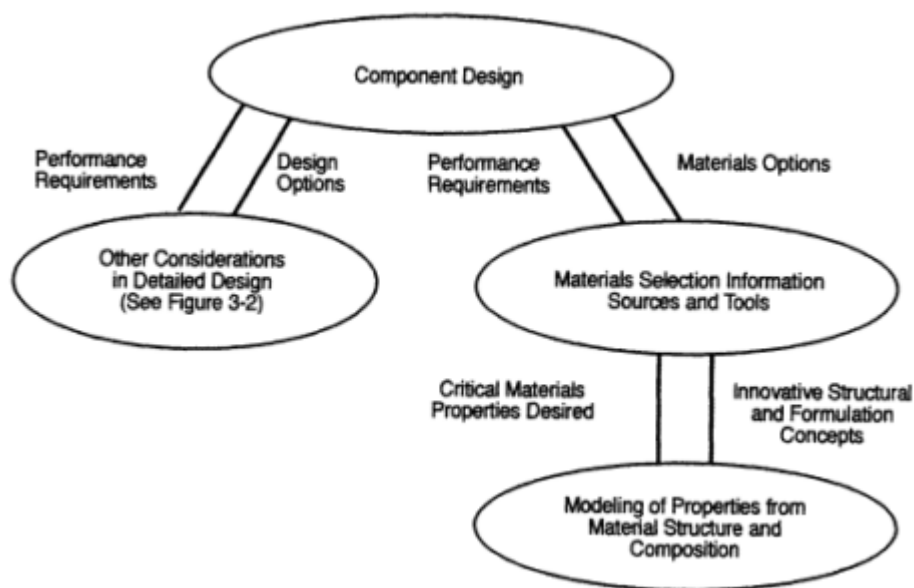 Component Design
Performance
Requirements
Design
Options
Performance
Requirements
Materials Options
Other Considerations
in Detailed Design
(See Figure 3-2)
Materials Selection Information
Sources and Tools
Critical Materials
Properties Desired
Innovative Structural
and Formulation
Concepts
Modeling of Properties from
Material Structure and
Composition